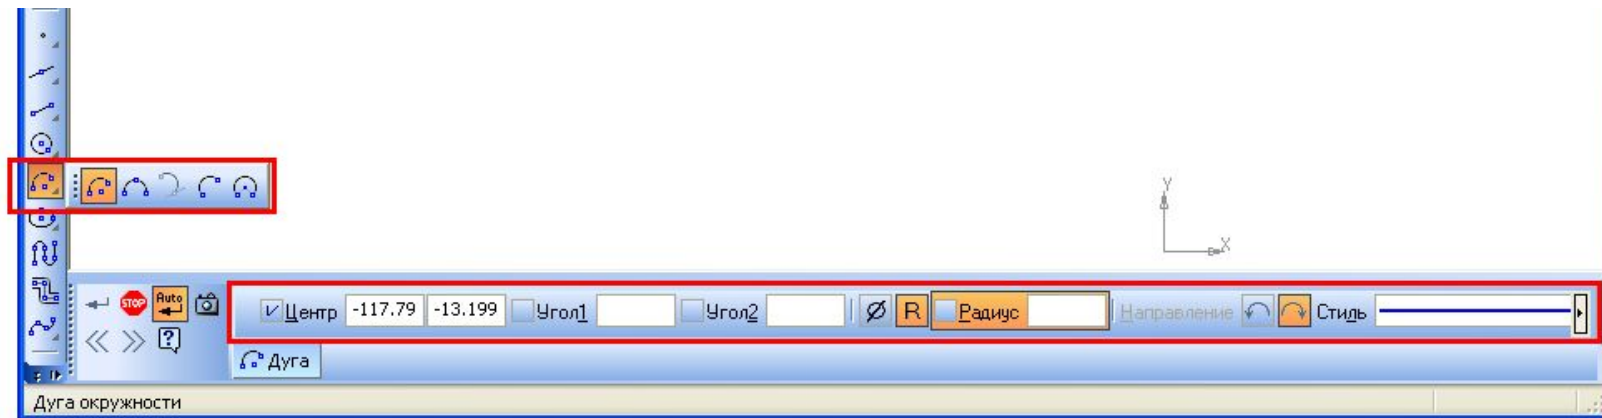 Y
X
STOP Auto
Центр -117.79 -13.199 Угол1 Угол2 Ø R Радиус Направление Стиль
?
Дуга
Дуга окружности